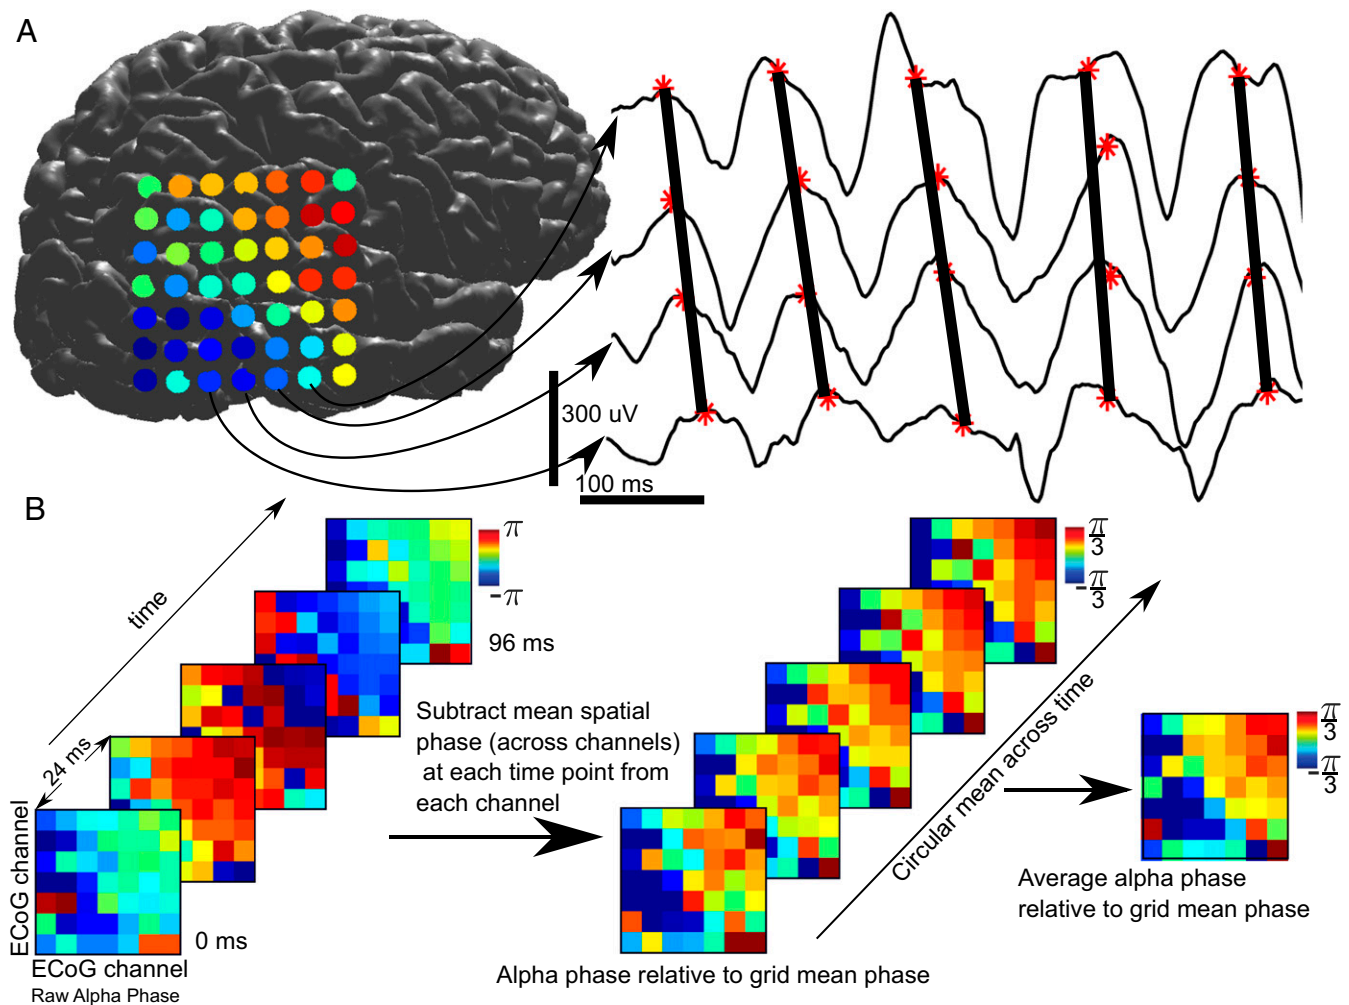 A
300 uV
100 ms
B
time
24 ms
π
-π
96 ms
0 ms
ECoG channel
ECoG channel
Raw Alpha Phase
Subtract mean spatial
phase (across channels)
at each time point from
each channel
π
3
-π
3
Circular mean across time
Alpha phase relative to grid mean phase
π
3
-π
3
Average alpha phase
relative to grid mean phase